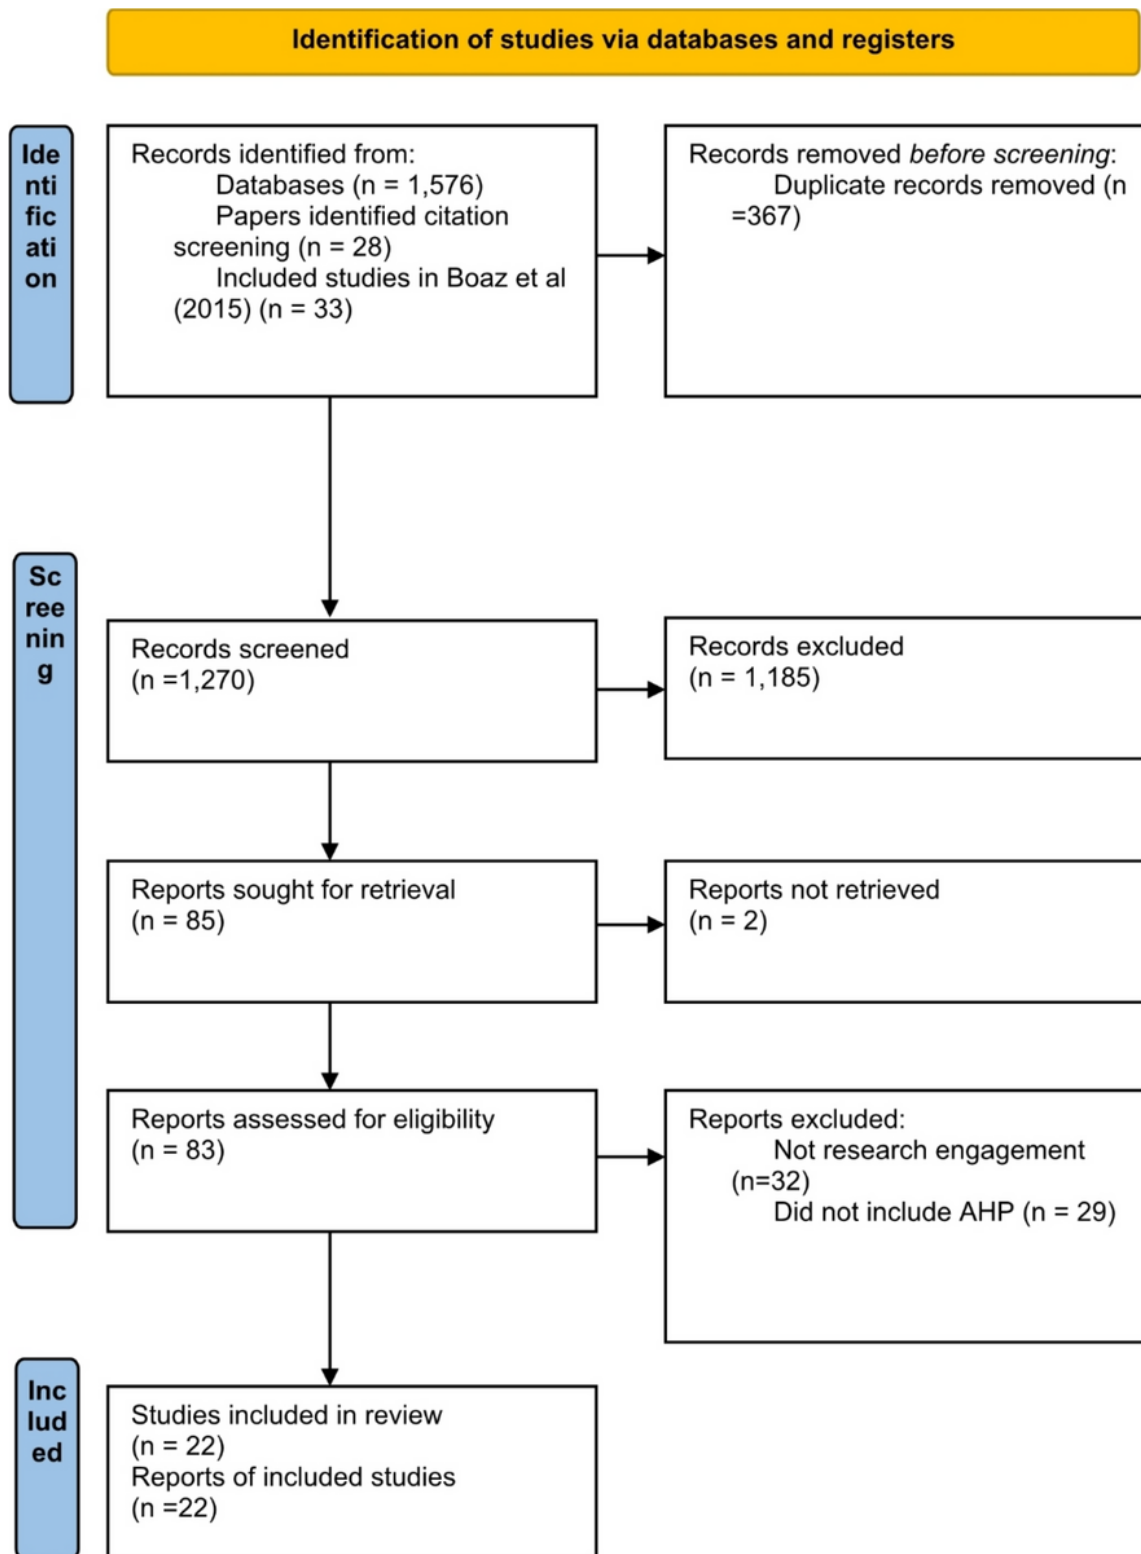 Identification of studies via databases and registers
Ide
nti
fic
ati
on
Records identified from:
Databases (n = 1,576)
Papers identified citation
screening (n = 28)
Included studies in Boaz et al
(2015) (n = 33)
Records removed before screening:
Duplicate records removed (n
=367)
Sc
ree
nin
g
Records screened
(n =1,270)
Records excluded
(n = 1,185)
Reports sought for retrieval
(n = 85)
Reports not retrieved
(n = 2)
Reports assessed for eligibility
(n = 83)
Reports excluded:
Not research engagement
(n=32)
Did not include AHP (n = 29)
Inc
lud
ed
Studies included in review
(n = 22)
Reports of included studies
(n =22)